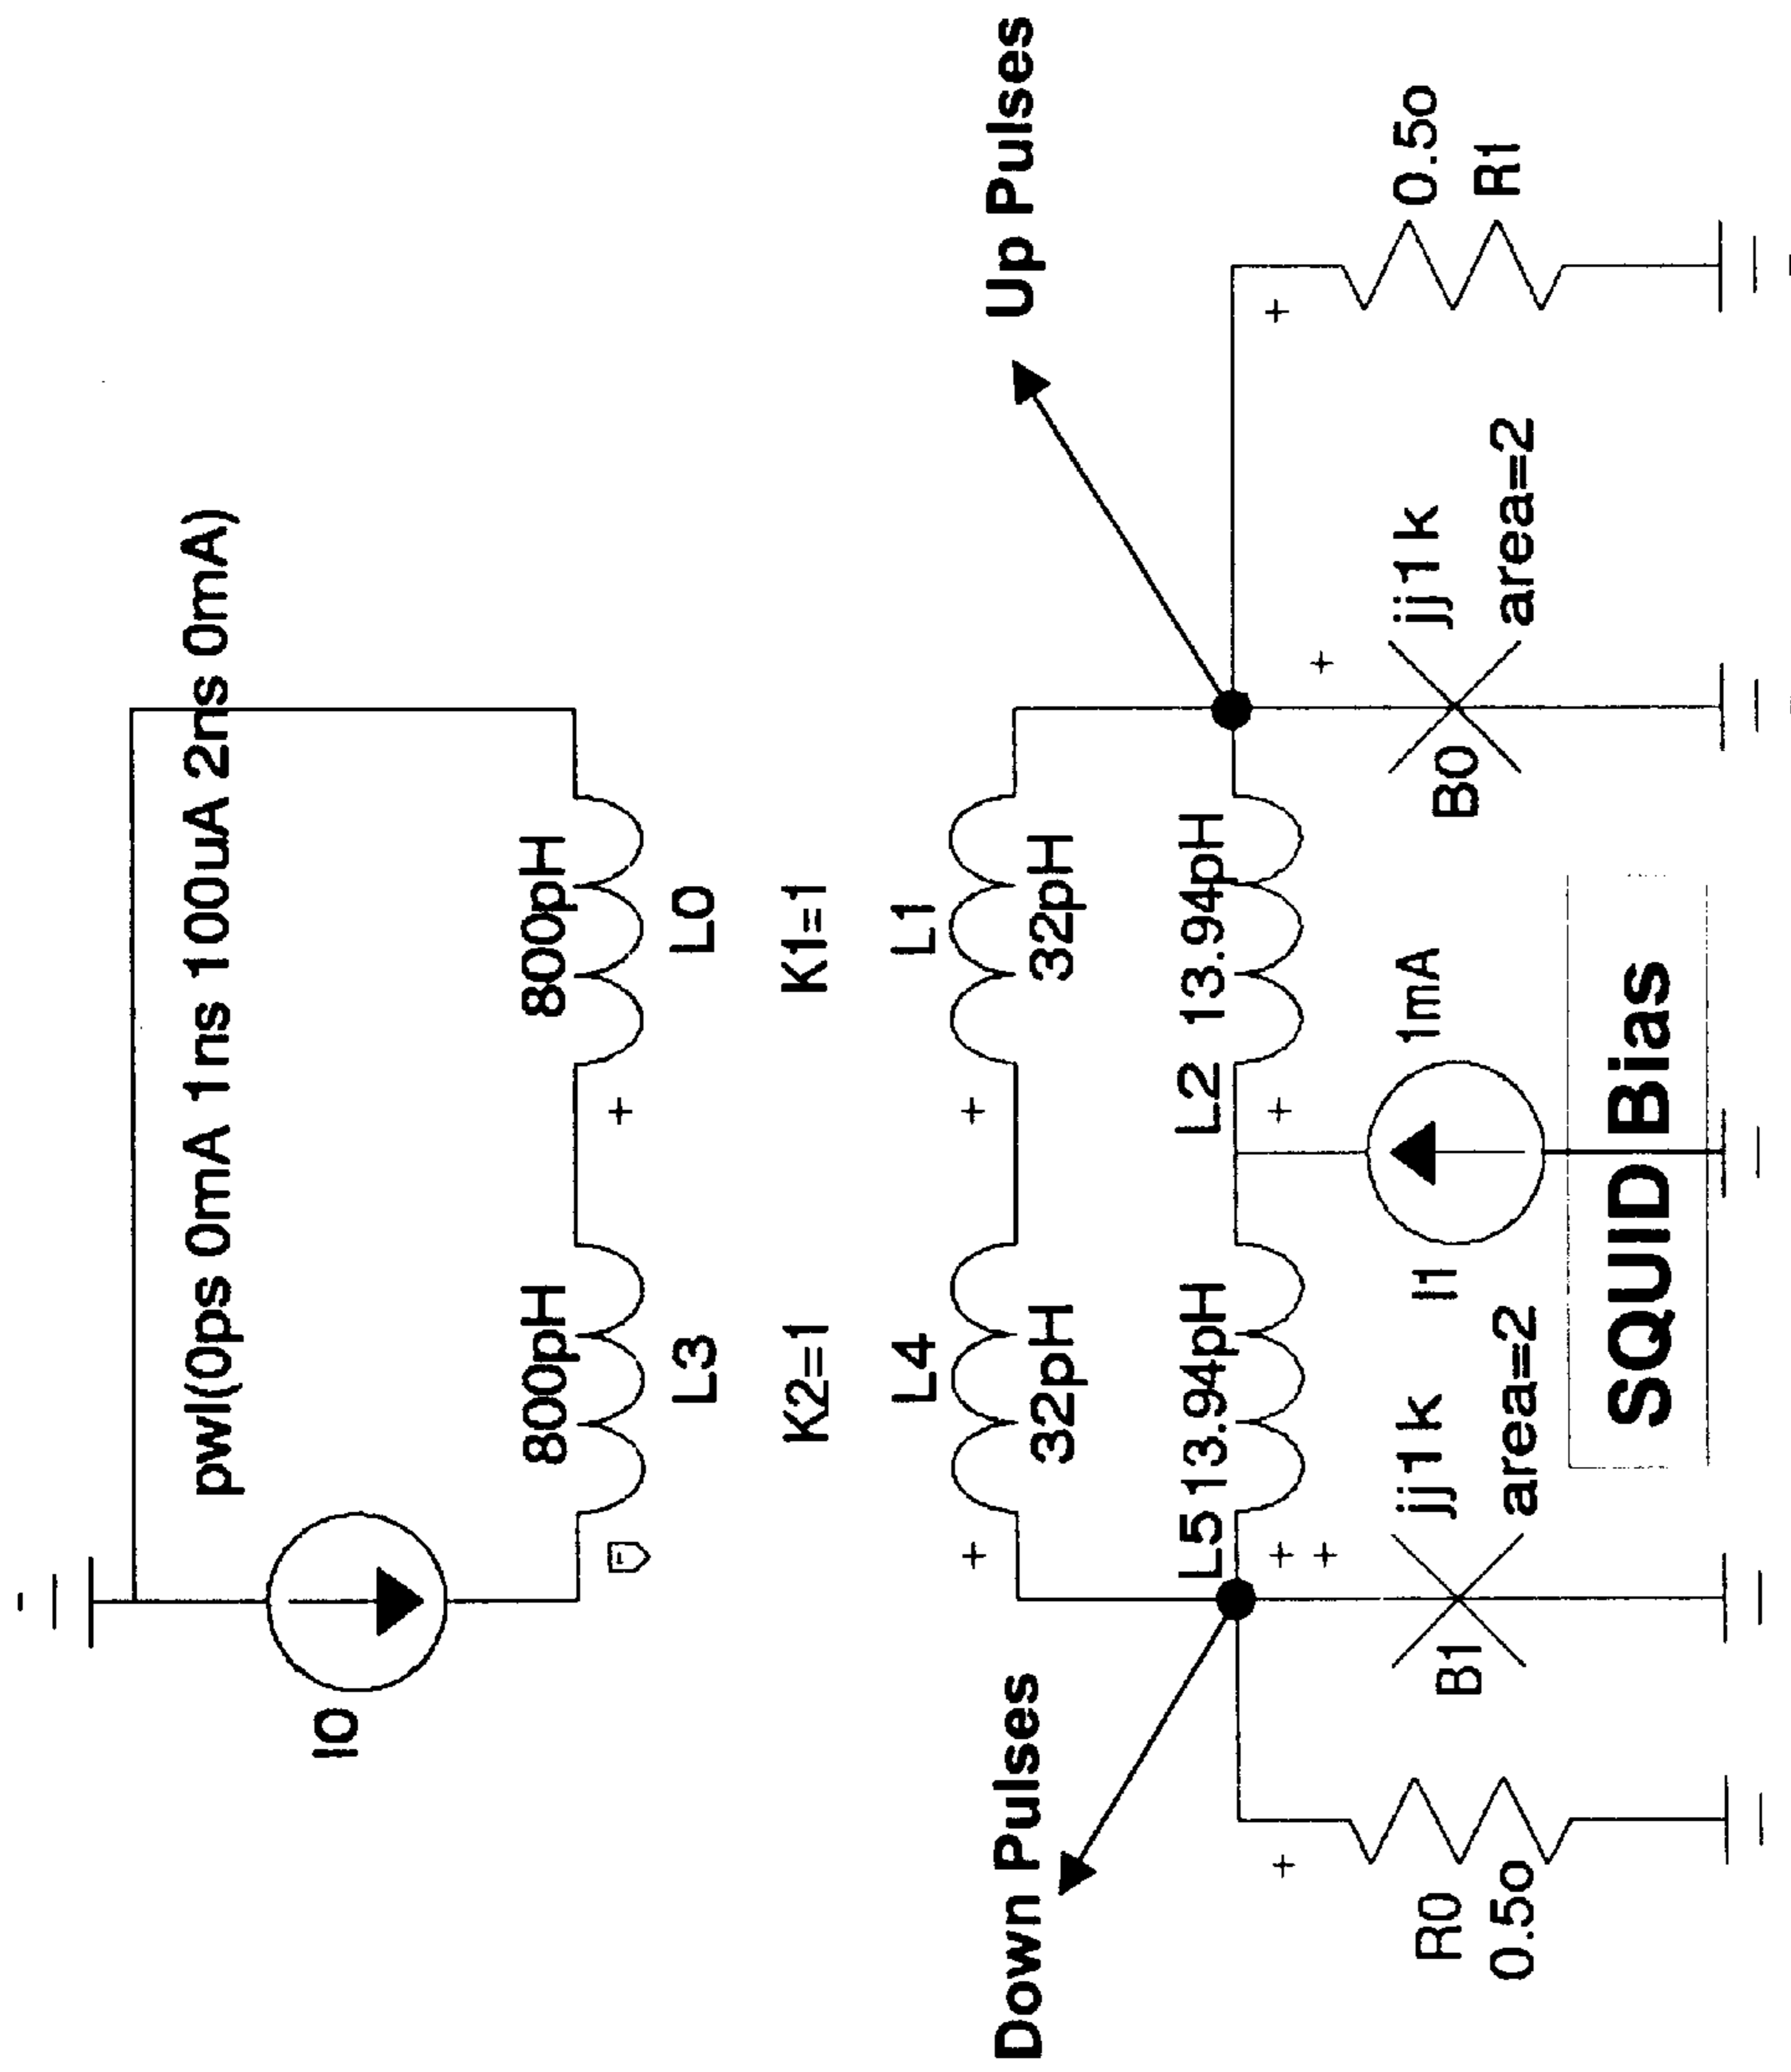 I0
pwl(0ps 0mA 1ns 100uA 2ns 0mA)
800pH
800pH
L3
L0
K2=1
K1=1
L4
L1
32pH
32pH
Down Pulses
Up Pulses
L5 13.94pH
L2 13.94pH
R0
0.5o
B1
jj1k
area=2
I1
1mA
B0
jj1k
area=2
0.5o
R1
SQUID Bias